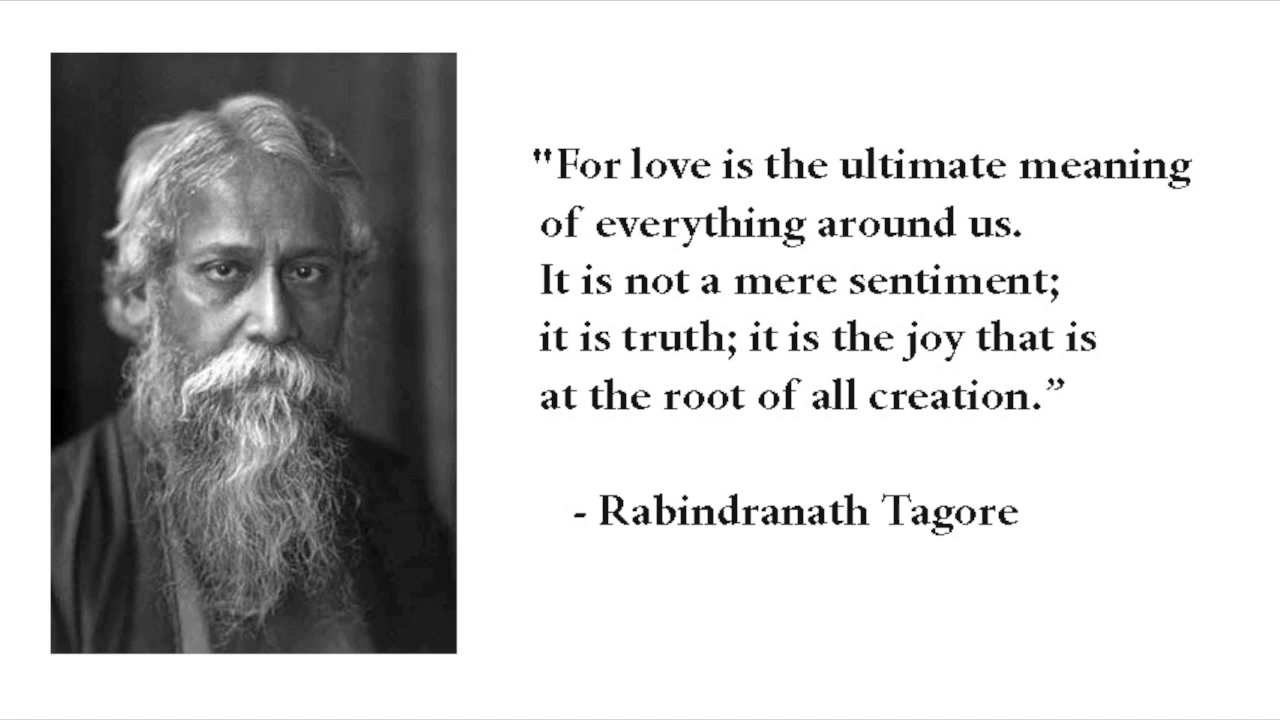 "For love is the ultimate meaning
of everything around us.
It is not a mere sentiment;
it is truth; it is the joy that is
at the root of all creation.”
- Rabindranath Tagore